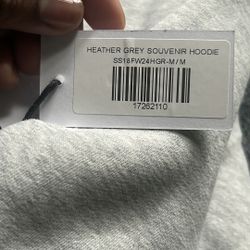 HEATHER GREY SOUVENIR HOODIE
SS18FW24HGR-M / M
17262110